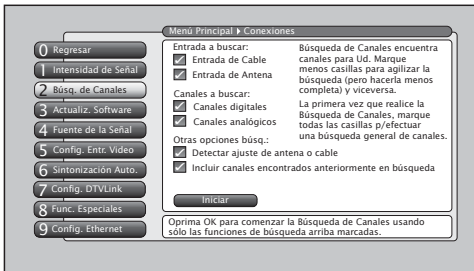 Menú Principal Conexiones
0 Regresar
1 Intensidad de Señal
2 Búsq. de Canales
3 Actualiz. Software
4 Fuente de la Señal
5 Config. Entr. Video
6 Sintonización Auto.
7 Config. DTVLink
8 Func. Especiales
9 Config. Ethernet
Entrada a buscar:
Entrada de Cable
Entrada de Antena
Canales a buscar:
Canales digitales
Canales analógicos
Otras opciones búsq.:
Detectar ajuste de antena o cable
Incluir canales encontrados anteriormente en búsqueda
Búsqueda de Canales encuentra
canales para Ud. Marque
menos casillas para agilizar la
búsqueda (pero hacerla menos
completa) y viceversa.
La primera vez que realice la
Búsqueda de Canales, marque
todas las casillas p/efectuar
una búsqueda general de canales.
Iniciar
Oprima OK para comenzar la Búsqueda de Canales usando
sólo las funciones de búsqueda arriba marcadas.